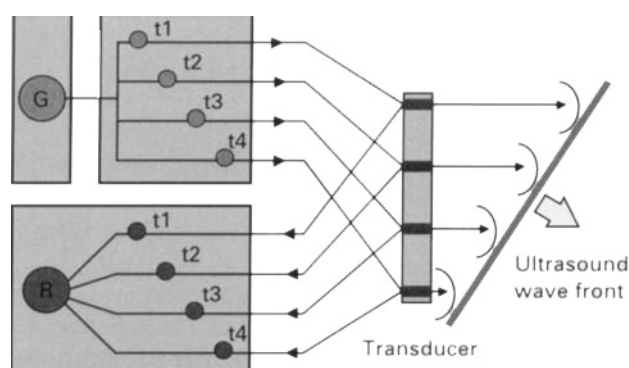 t1
t2
G
t3
t4
t1
t2
R
t3
t4
Ultrasound
wave front
Transducer